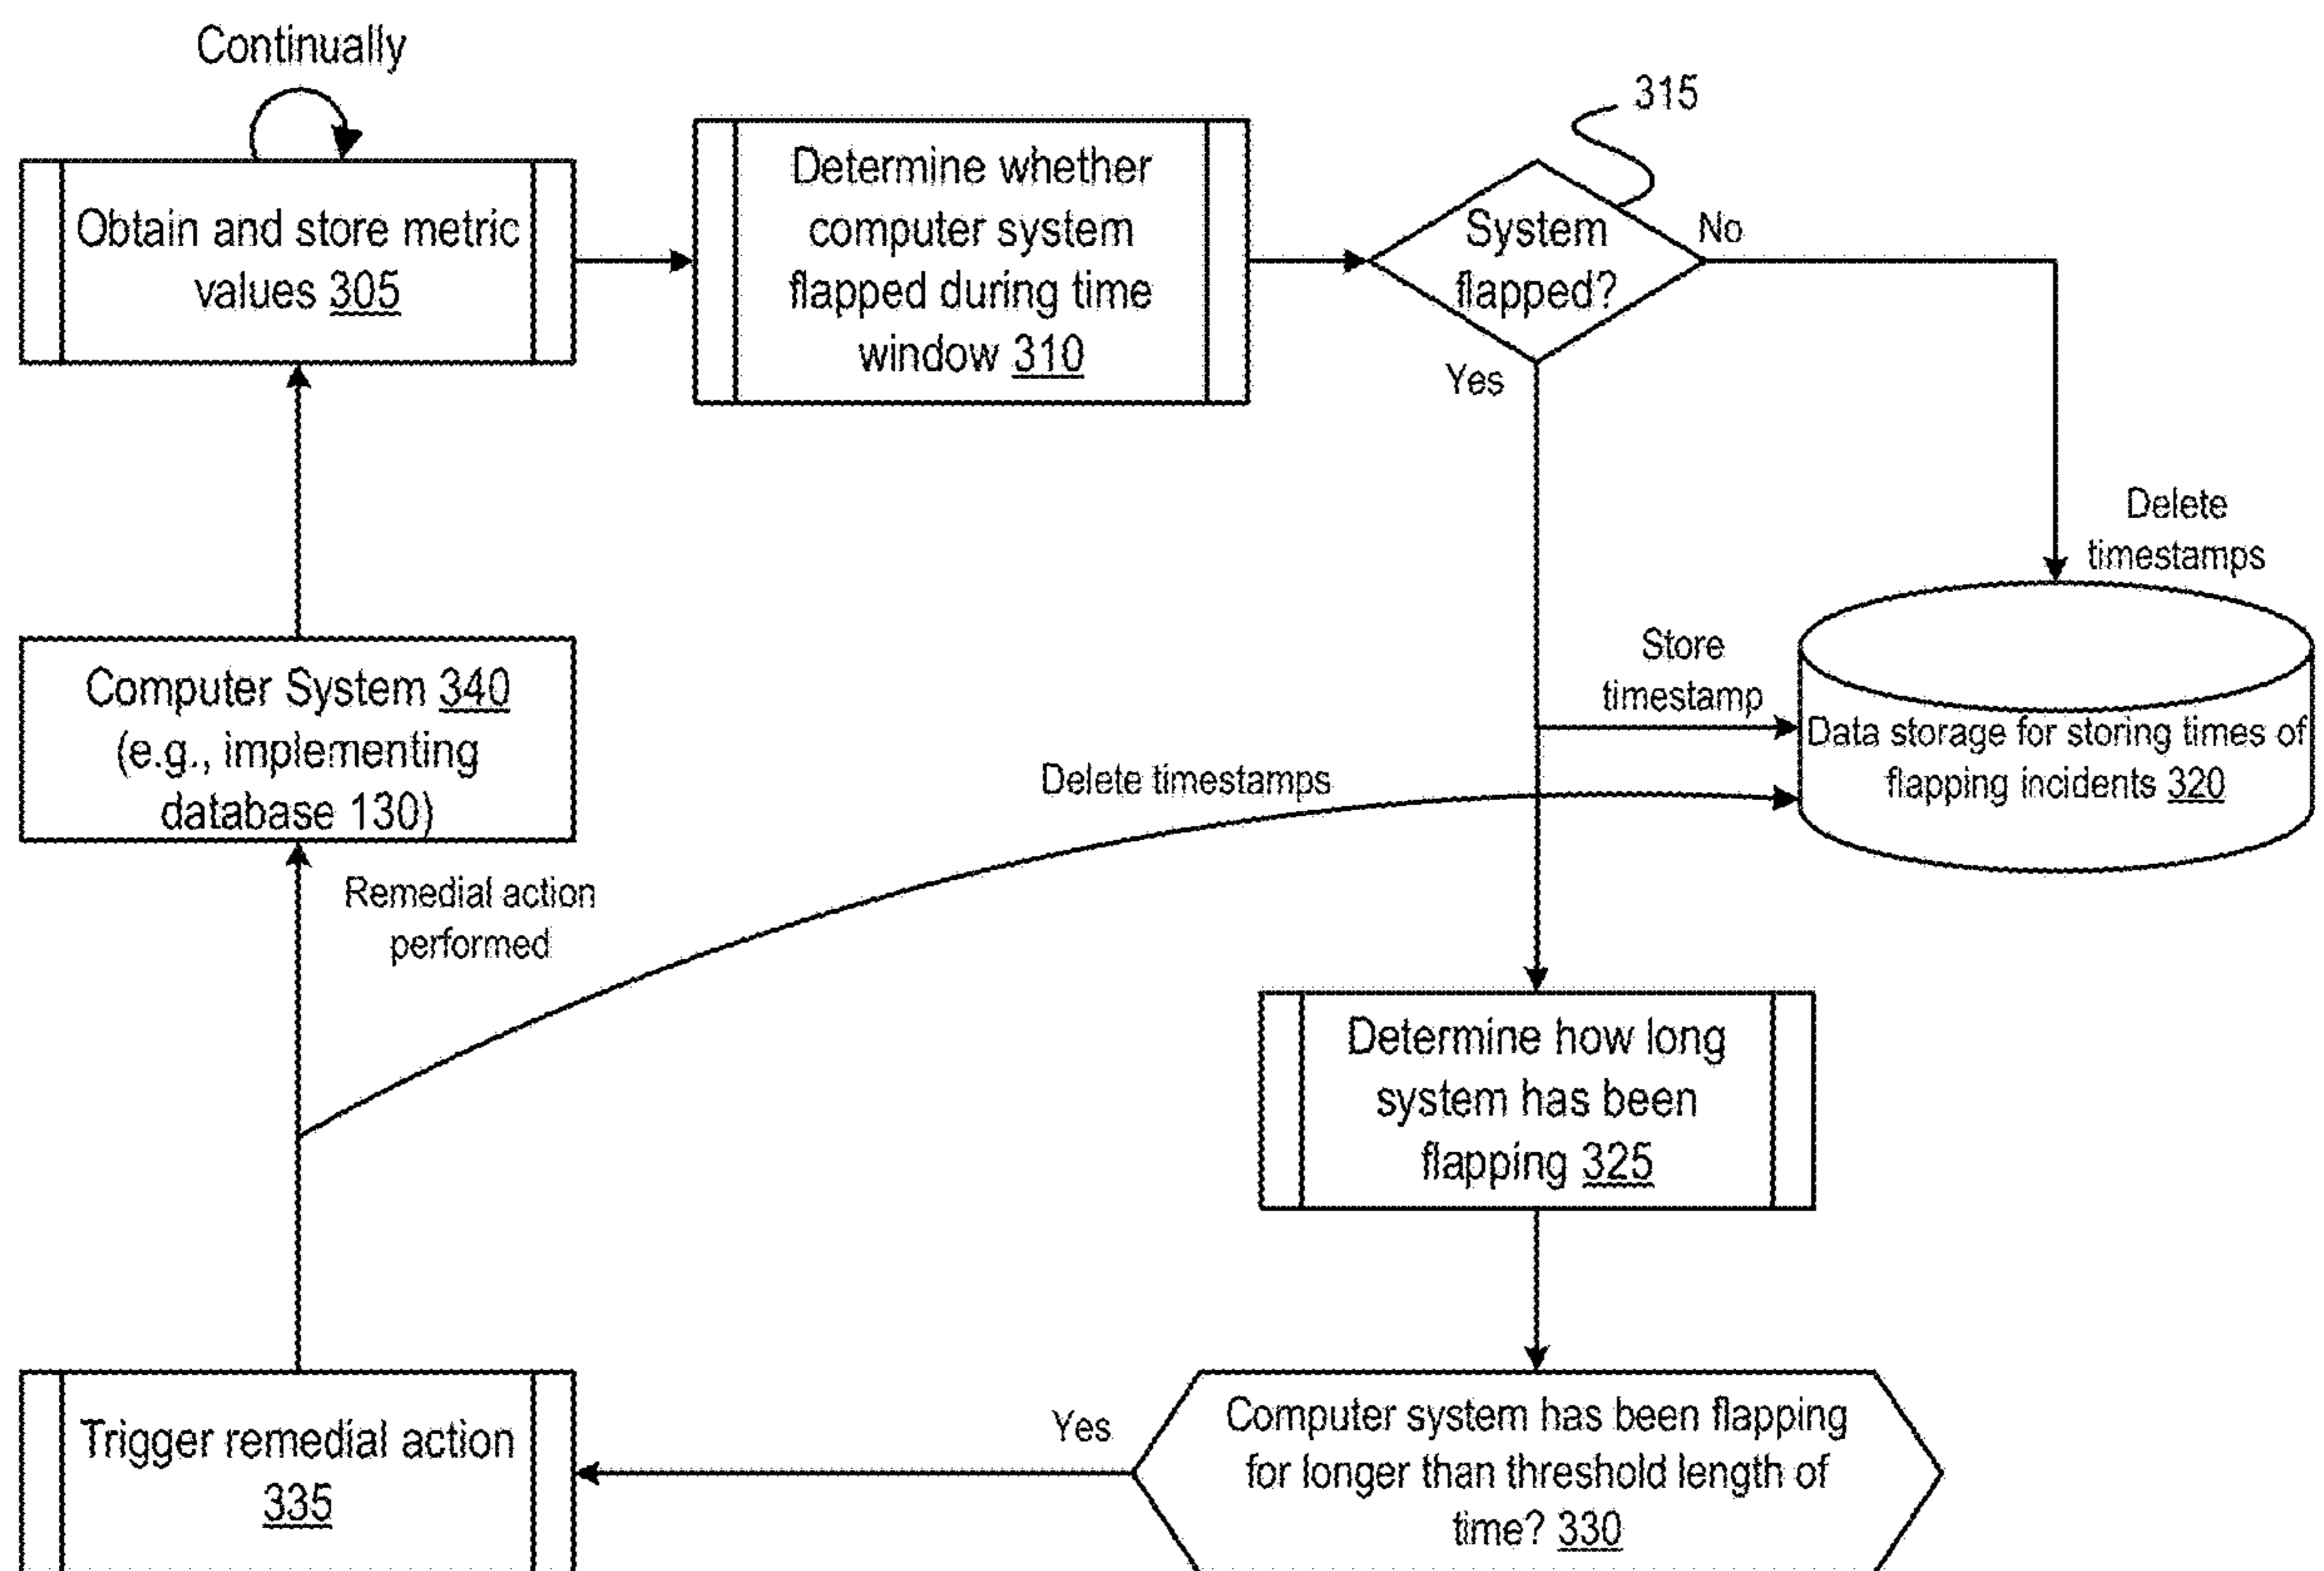 Continually
315
Obtain and store metric
values 305
Determine whether
computer system
flapped during time
window 310
System
flapped?
No
Yes
Delete
timestamps
Store
timestamp
Data storage for storing times of
flapping incidents 320
Computer System 340
(e.g., implementing
database 130)
Delete timestamps
Remedial action
performed
Determine how long
system has been
flapping 325
Computer system has been flapping
for longer than threshold length of
time? 330
Yes
Trigger remedial action
335